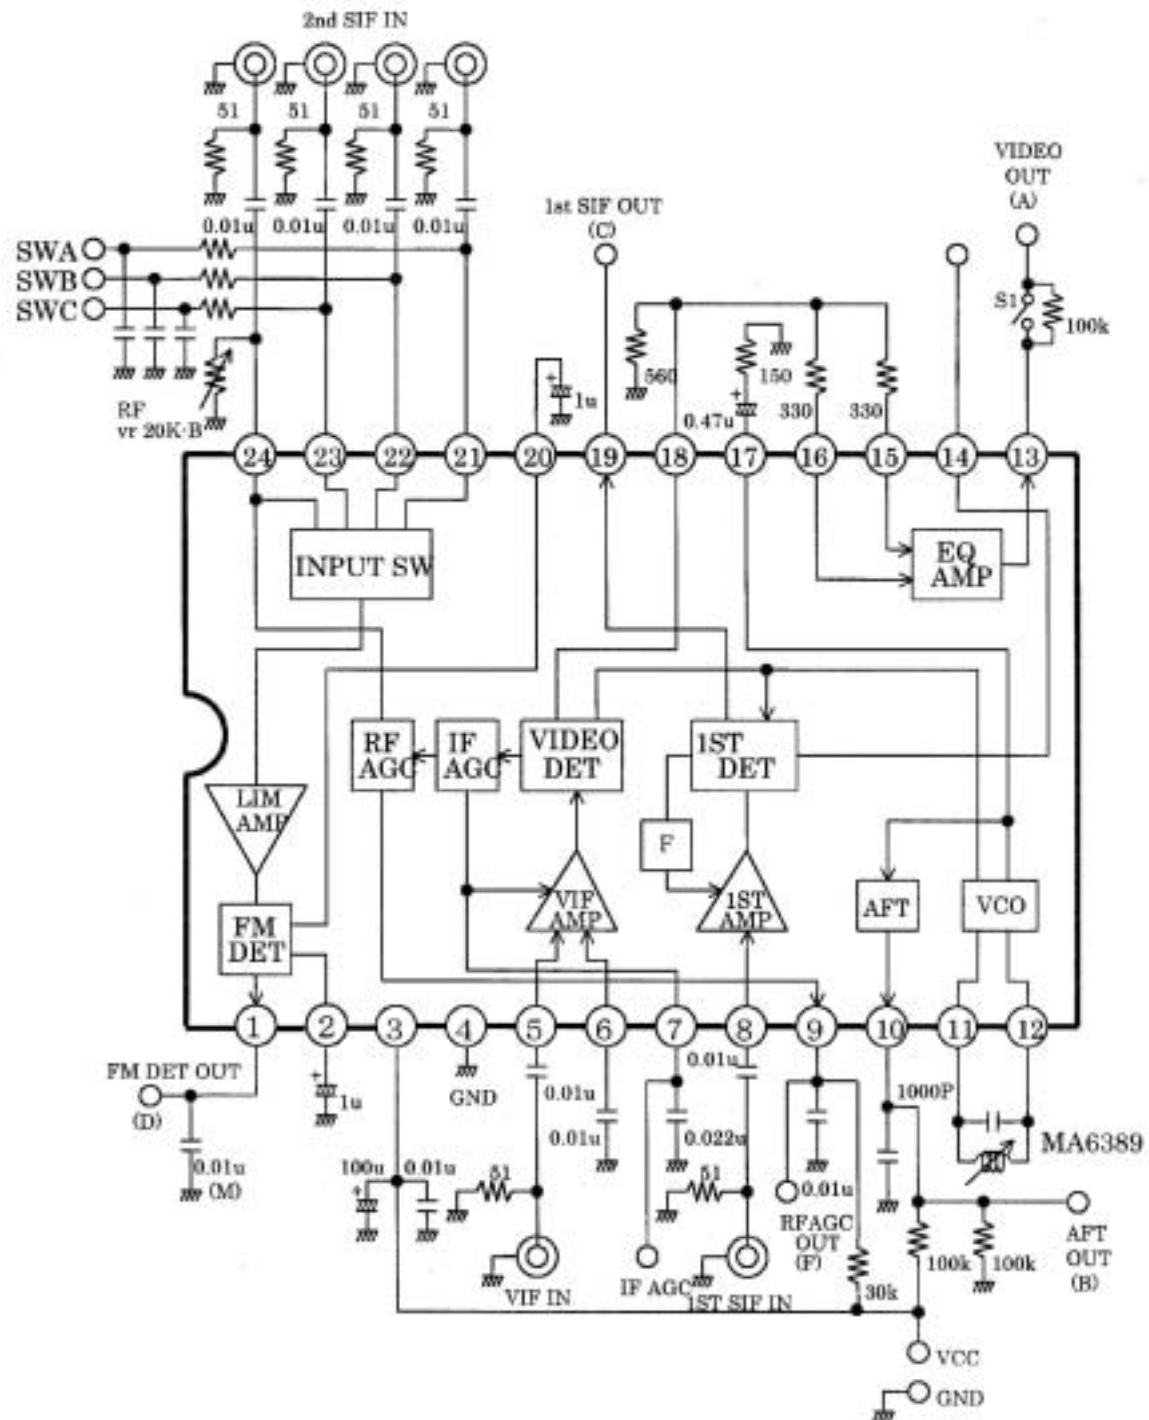 2nd SIF IN
51 51 51 51
0.01u 0.01u 0.01u 0.01u
VIDEO
OUT
(A)
1st SIF OUT
(C)
SWA
SWB
SWC
S1
100k
RF
vr 20K·B
1u
560
150
0.47u
330
330
24 23 22 21 20 19 18 17 16 15 14 13
INPUT SW
EQ
AMP
RF
AGC
IF
AGC
VIDEO
DET
1ST
DET
LIM
AMP
F
VIF
AMP
1ST
AMP
AFT
VCO
FM
DET
1 2 3 4 5 6 7 8 9 10 11 12
FM DET OUT
(D)
0.01u
(M)
1u
GND
100u
0.01u
0.01u
0.01u
51
VIF IN
0.022u
IF AGC
0.01u
51
1ST SIF IN
0.01u
RFAGC
OUT
(F)
30k
1000P
MA6389
100k
100k
AFT
OUT
(B)
VCC
GND